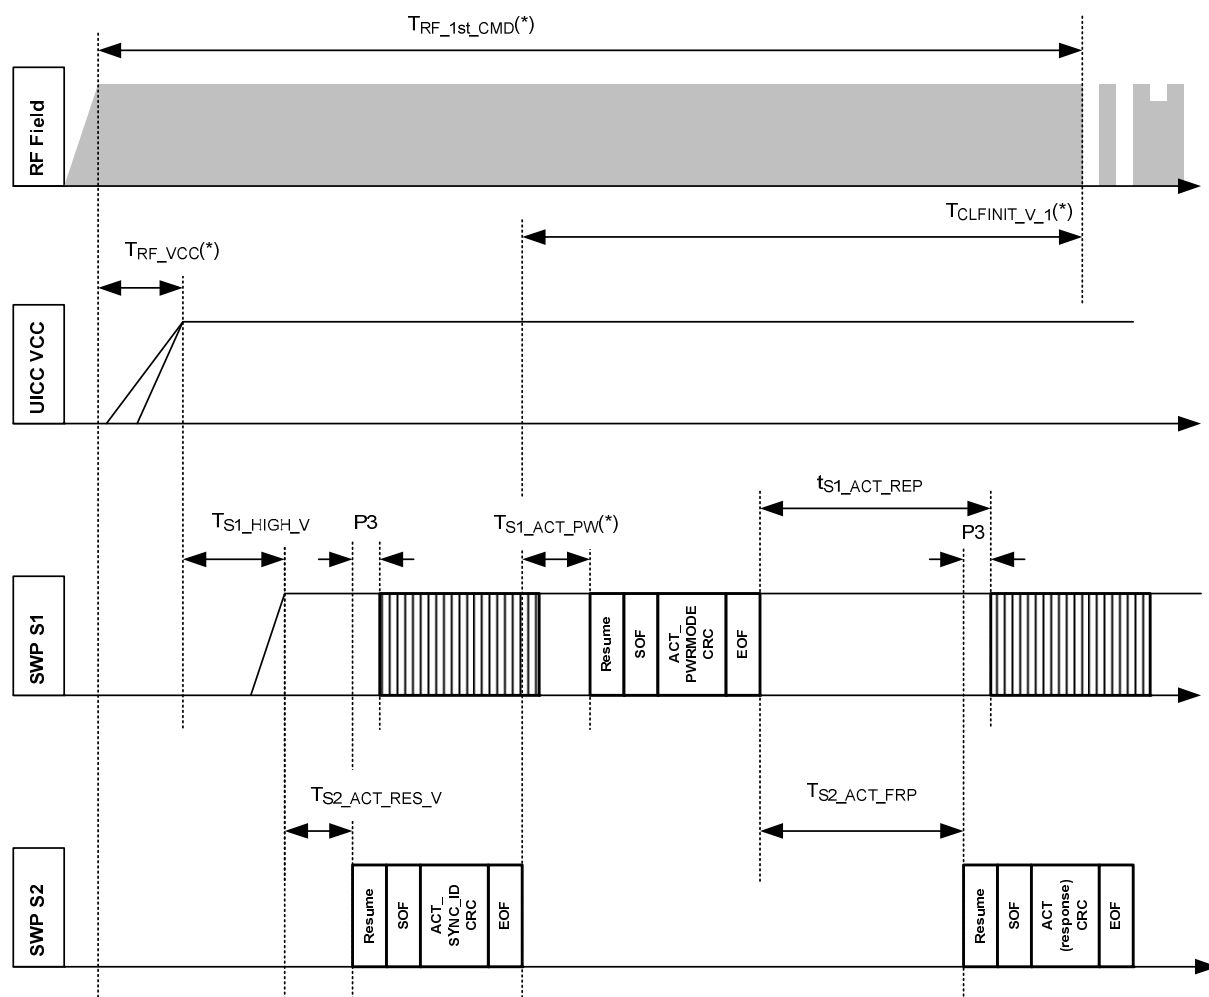 TRF_1st_CMD(*)
RF Field
TCLFINIT_V_1(*)
TRF_VCC(*)
UICC VCC
tS1_ACT_REP
TS1_HIGH_V
P3
TS1_ACT_PW(*)
P3
SWP S1
Resume
SOF
ACT_
PWRMODE
CRC
EOF
TS2_ACT_RES_V
TS2_ACT_FRP
SWP S2
Resume
SOF
ACT_
SYNC_ID
CRC
EOF
Resume
SOF
ACT
(response)
CRC
EOF